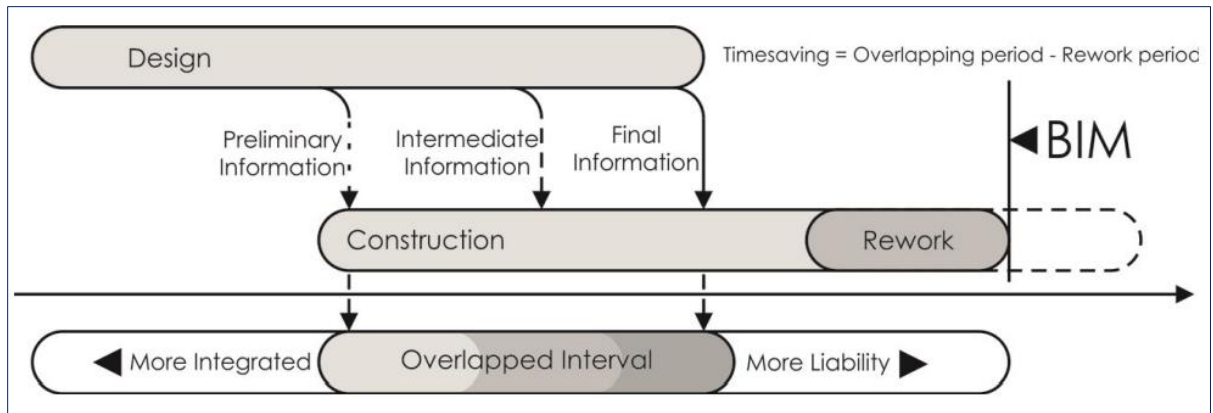 Design
Timesaving = Overlapping period - Rework period
Preliminary
Information
Intermediate
Information
Final
Information
BIM
Construction
Rework
More Integrated
Overlapped Interval
More Liability